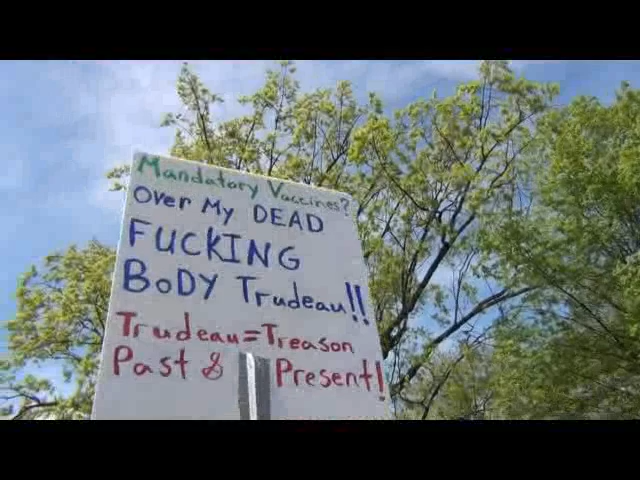 Mandatory Vaccines?
Over My DEAD
FUCKING
BODY Trudeau!!
Trudeau=Treason
Past & Present!